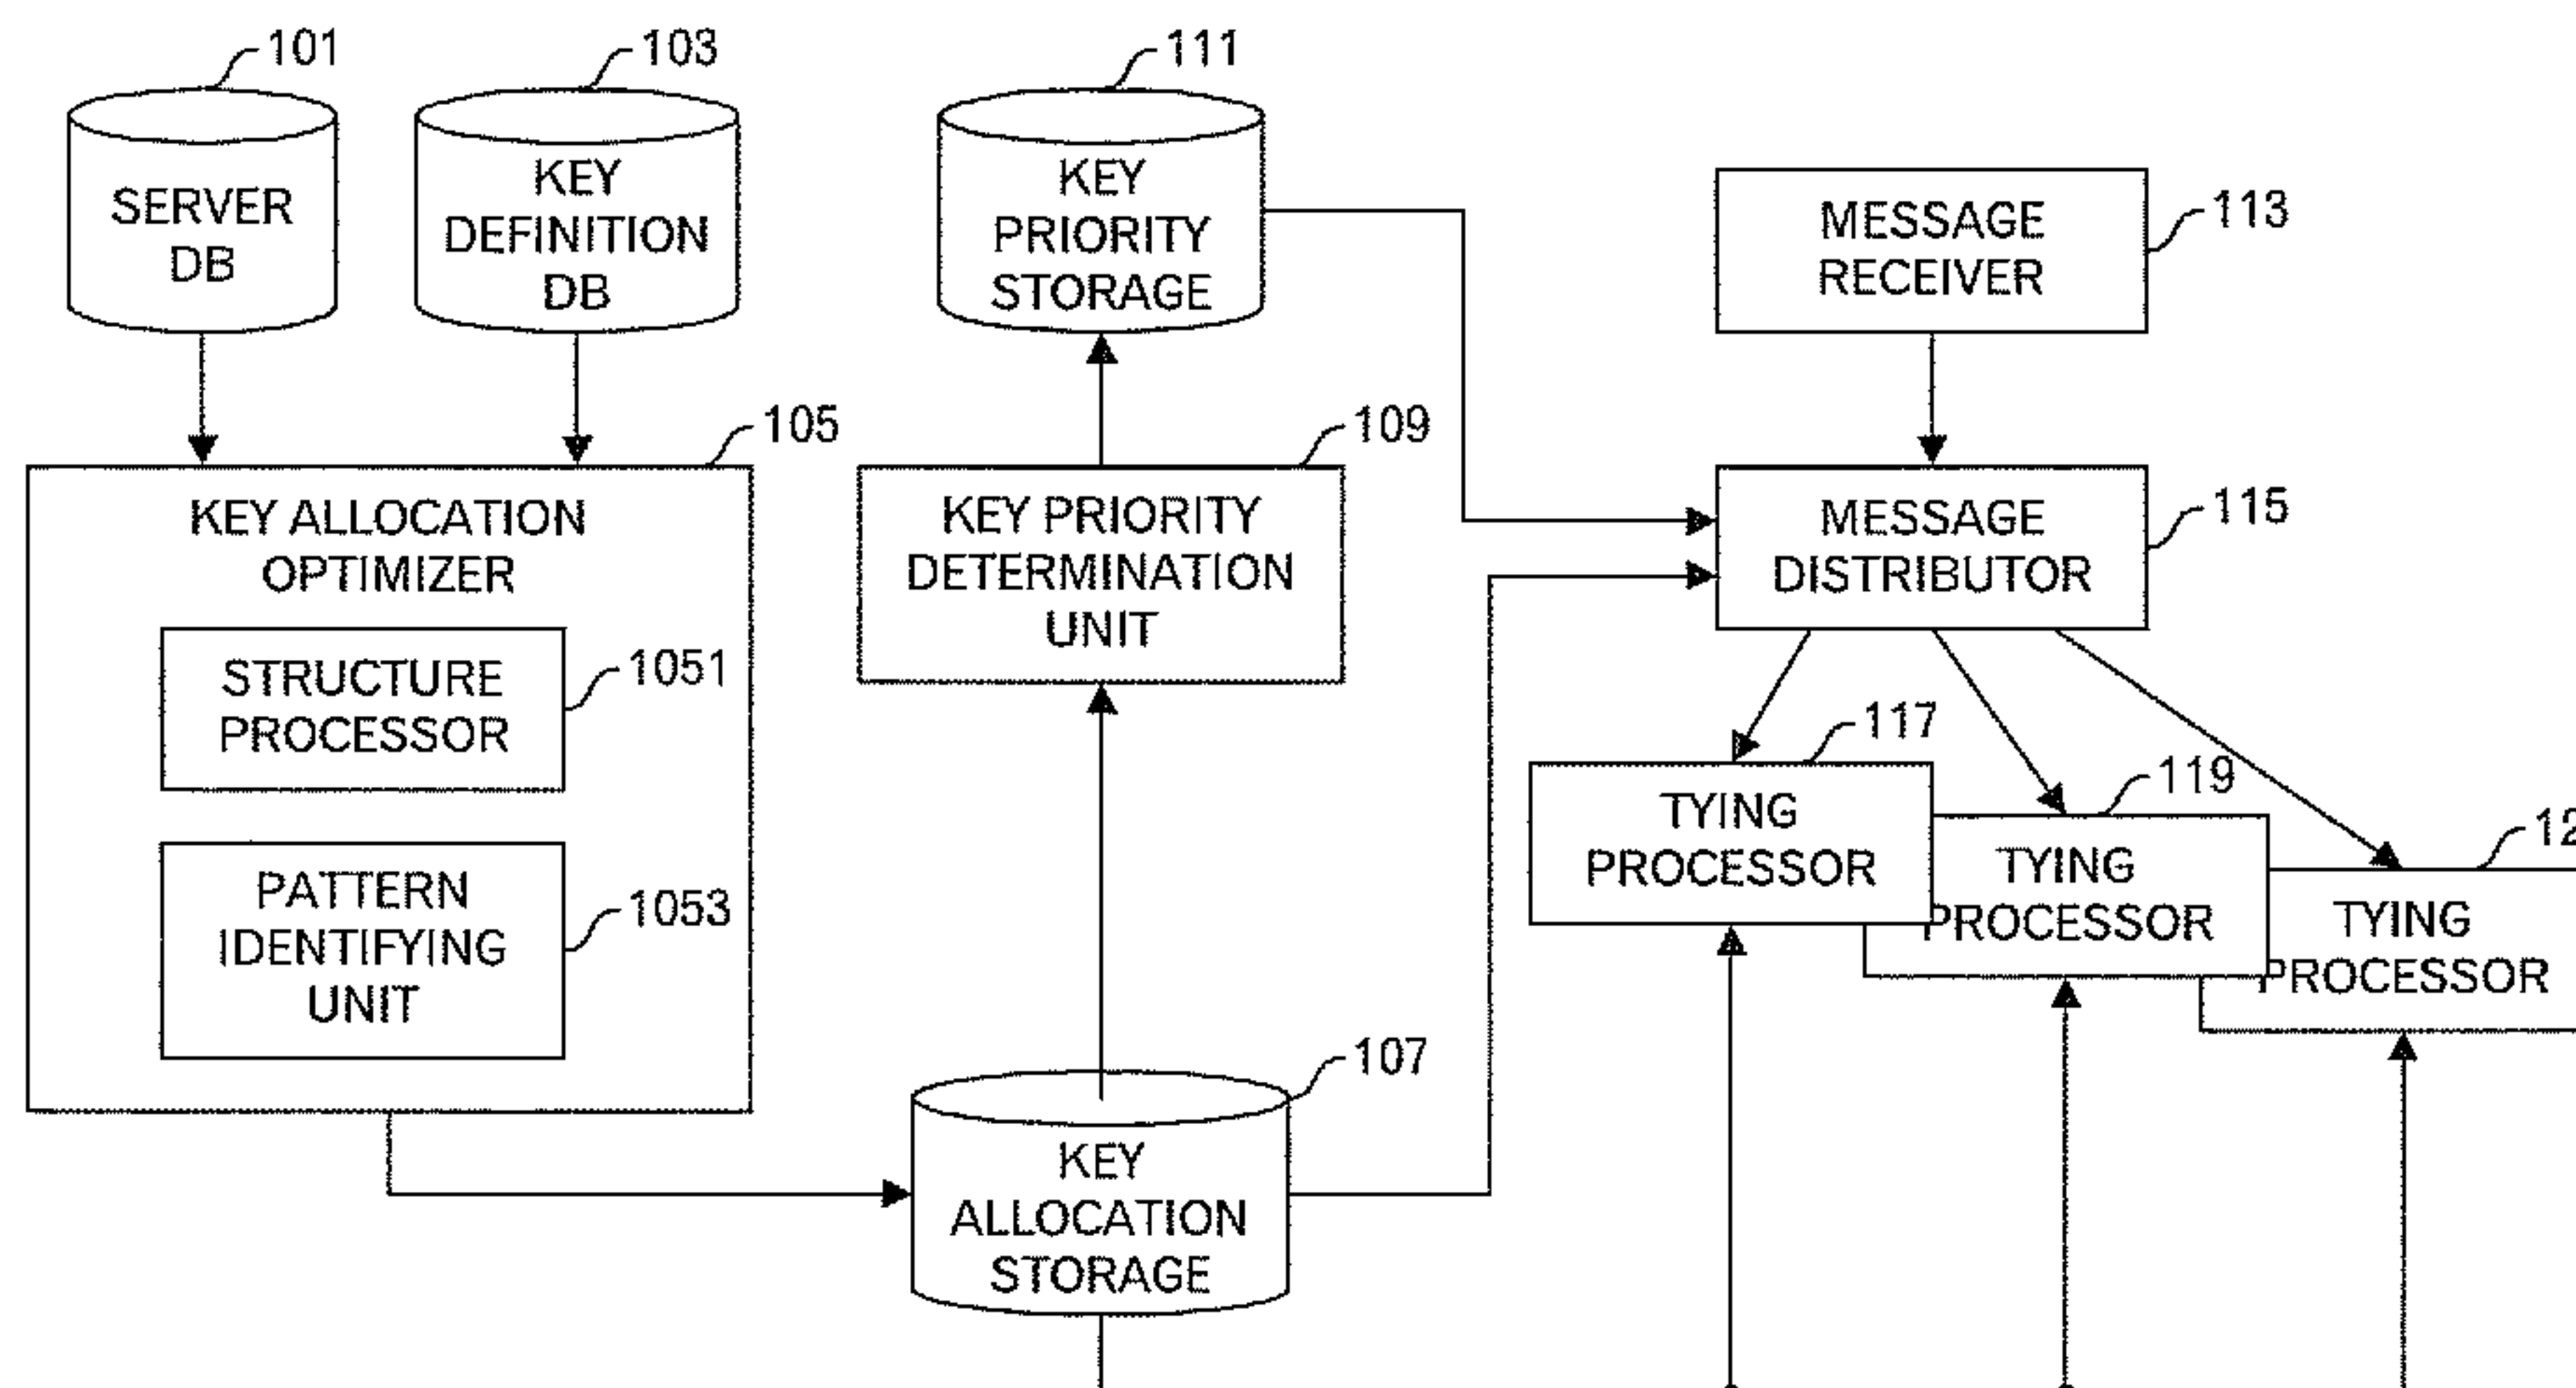 101
103
111
SERVER
DB
KEY
DEFINITION
DB
KEY
PRIORITY
STORAGE
MESSAGE
RECEIVER
113
105
109
KEY ALLOCATION
OPTIMIZER
KEY PRIORITY
DETERMINATION
UNIT
MESSAGE
DISTRIBUTOR
115
STRUCTURE
PROCESSOR
1051
PATTERN
IDENTIFYING
UNIT
1053
117
TYING
PROCESSOR
119
TYING
PROCESSOR
12
TYING
PROCESSOR
107
KEY
ALLOCATION
STORAGE